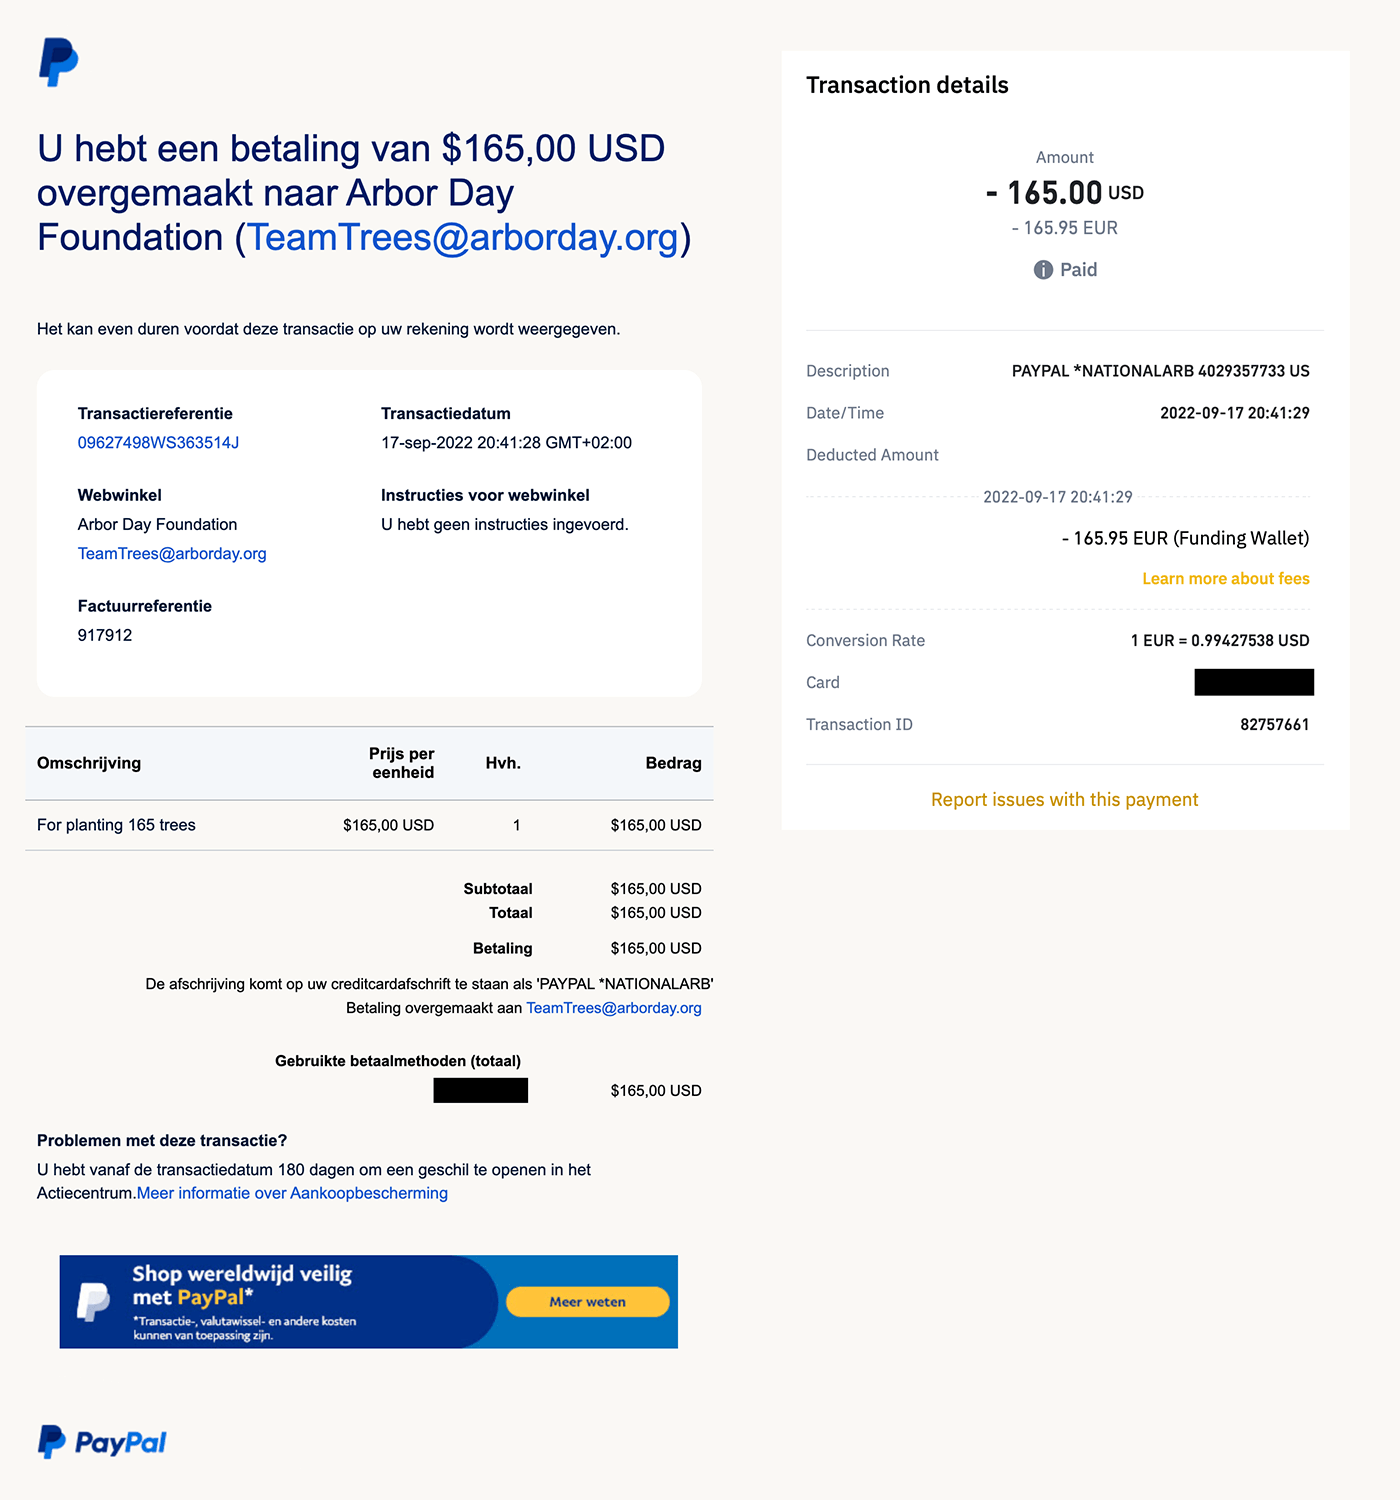 U hebt een betaling van $165,00 USD
overgemaakt naar Arbor Day
Foundation (TeamTrees@arborday.org)
Het kan even duren voordat deze transactie op uw rekening wordt weergegeven.
Transactiereferentie
09627498WS363514J
Transactiedatum
17-sep-2022 20:41:28 GMT+02:00
Webwinkel
Arbor Day Foundation
TeamTrees@arborday.org
Instructies voor webwinkel
U hebt geen instructies ingevoerd.
Factuurreferentie
917912
Omschrijving Prijs per eenheid Hvh. Bedrag
For planting 165 trees $165,00 USD 1 $165,00 USD
Subtotaal $165,00 USD
Totaal $165,00 USD
Betaling $165,00 USD
De afschrijving komt op uw creditcardafschrift te staan als 'PAYPAL *NATIONALARB'
Betaling overgemaakt aan TeamTrees@arborday.org
Gebruikte betaalmethoden (totaal)
$165,00 USD
Problemen met deze transactie?
U hebt vanaf de transactiedatum 180 dagen om een geschil te openen in het
Actiecentrum.Meer informatie over Aankoopbescherming
Shop wereldwijd veilig
met PayPal*
*Transactie-, valutawissel- en andere kosten
kunnen van toepassing zijn.
Meer weten
PayPal
Transaction details
Amount
- 165.00 USD
- 165.95 EUR
Paid
Description PAYPAL *NATIONALARB 4029357733 US
Date/Time 2022-09-17 20:41:29
Deducted Amount
2022-09-17 20:41:29
- 165.95 EUR (Funding Wallet)
Learn more about fees
Conversion Rate 1 EUR = 0.99427538 USD
Card
Transaction ID 82757661
Report issues with this payment